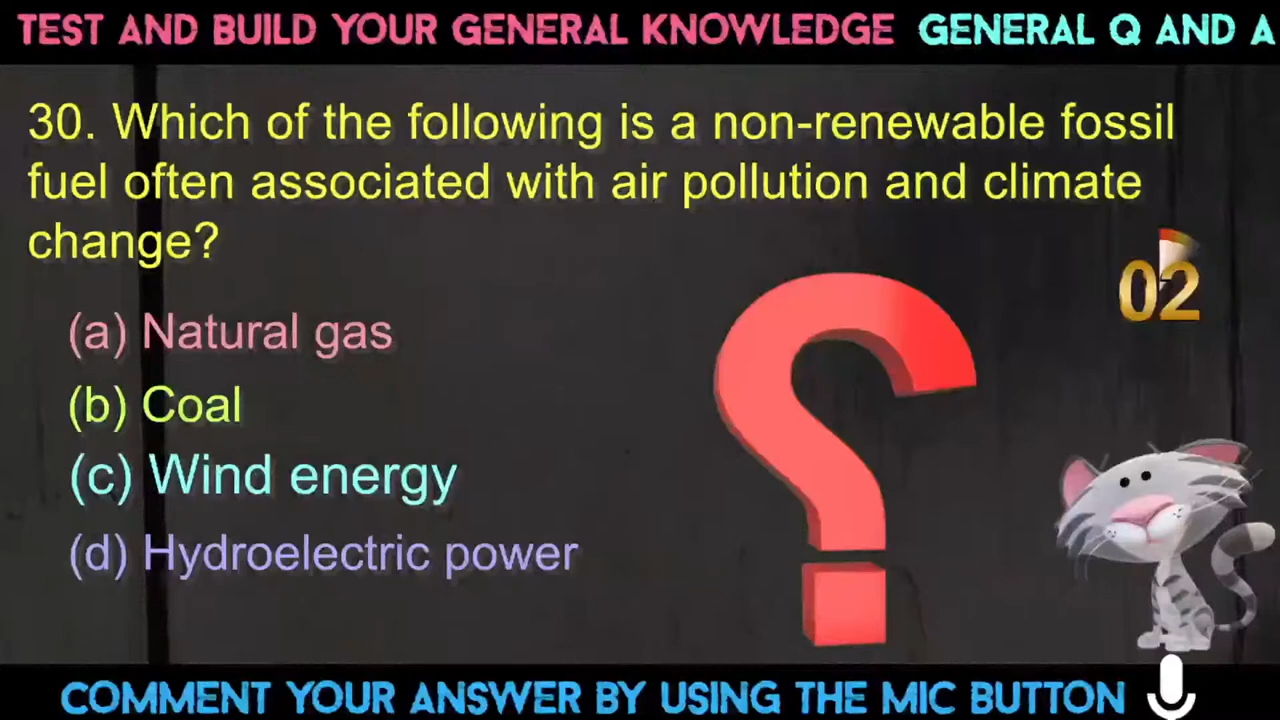 TEST AND BUILD YOUR GENERAL KNOWLEDGE GENERAL Q AND A
30. Which of the following is a non-renewable fossil
fuel often associated with air pollution and climate
change?
02
(a) Natural gas
(b) Coal
(c) Wind energy
(d) Hydroelectric power
?
COMMENT YOUR ANSWER BY USING THE MIC BUTTON